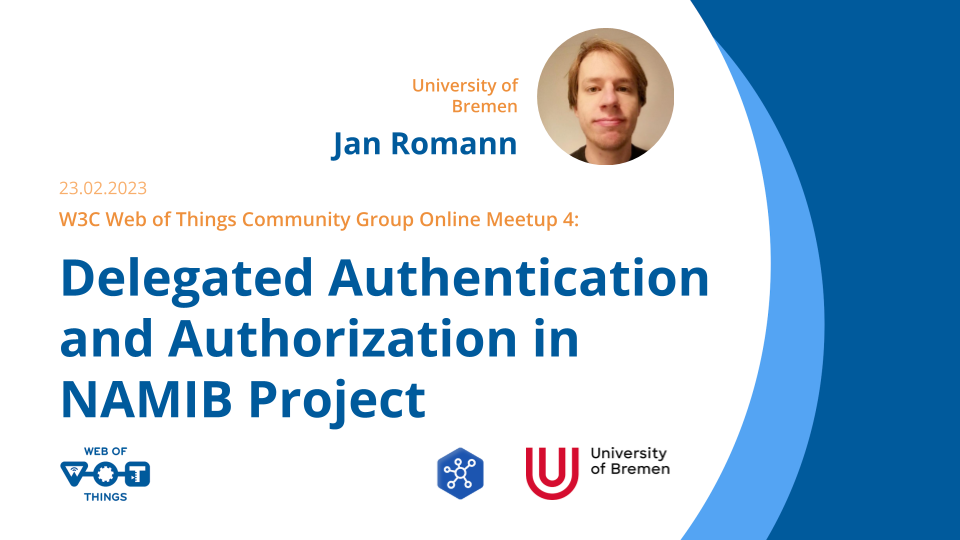 University of
Bremen
Jan Romann
23.02.2023
W3C Web of Things Community Group Online Meetup 4:
Delegated Authentication
and Authorization in
NAMIB Project
WEB OF
WOT
THINGS
University
of Bremen